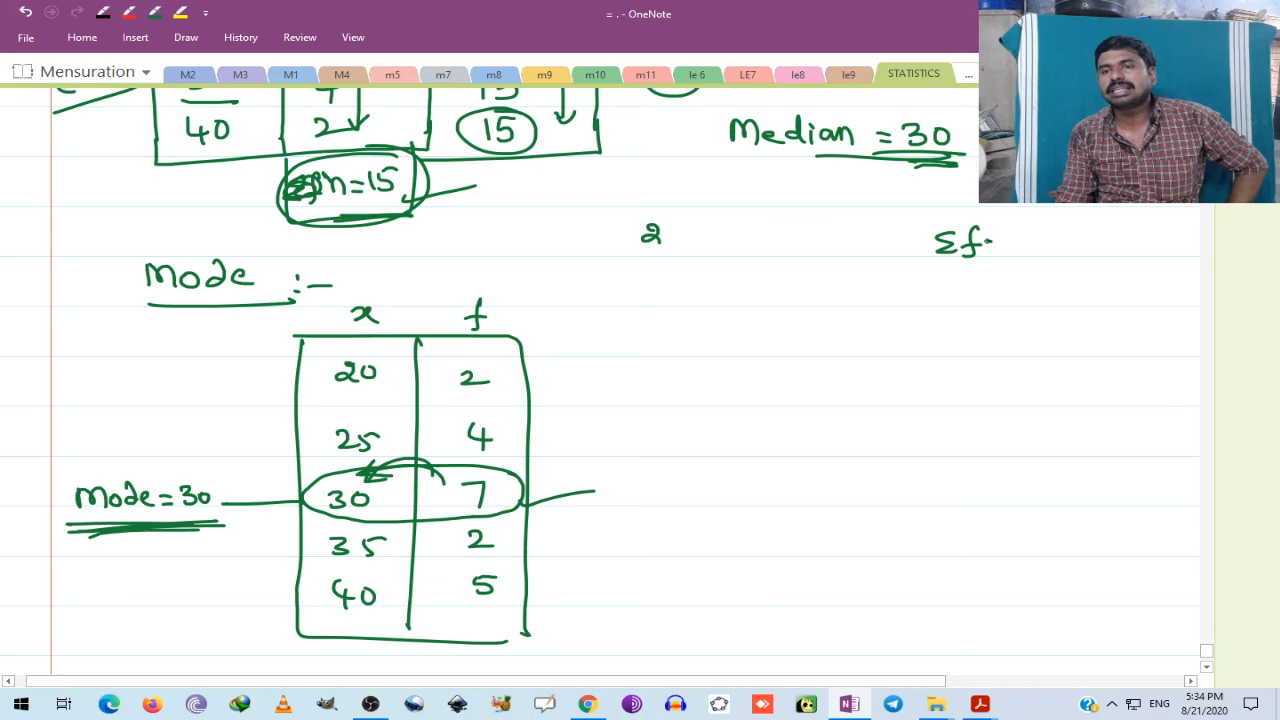 = , - OneNote
File Home Insert Draw History Review View
Mensuration M2 M3 M1 M4 m5 m7 m8 m9 m10 m11 le 6 LE7 le8 le9 STATISTICS ...
15
40 2 15
Median = 30
n=15
2 Σf
Mode :-
x f
20 2
25 4
Mode = 30 30 7
35 2
40 5
5:34 PM
ENG
8/21/2020